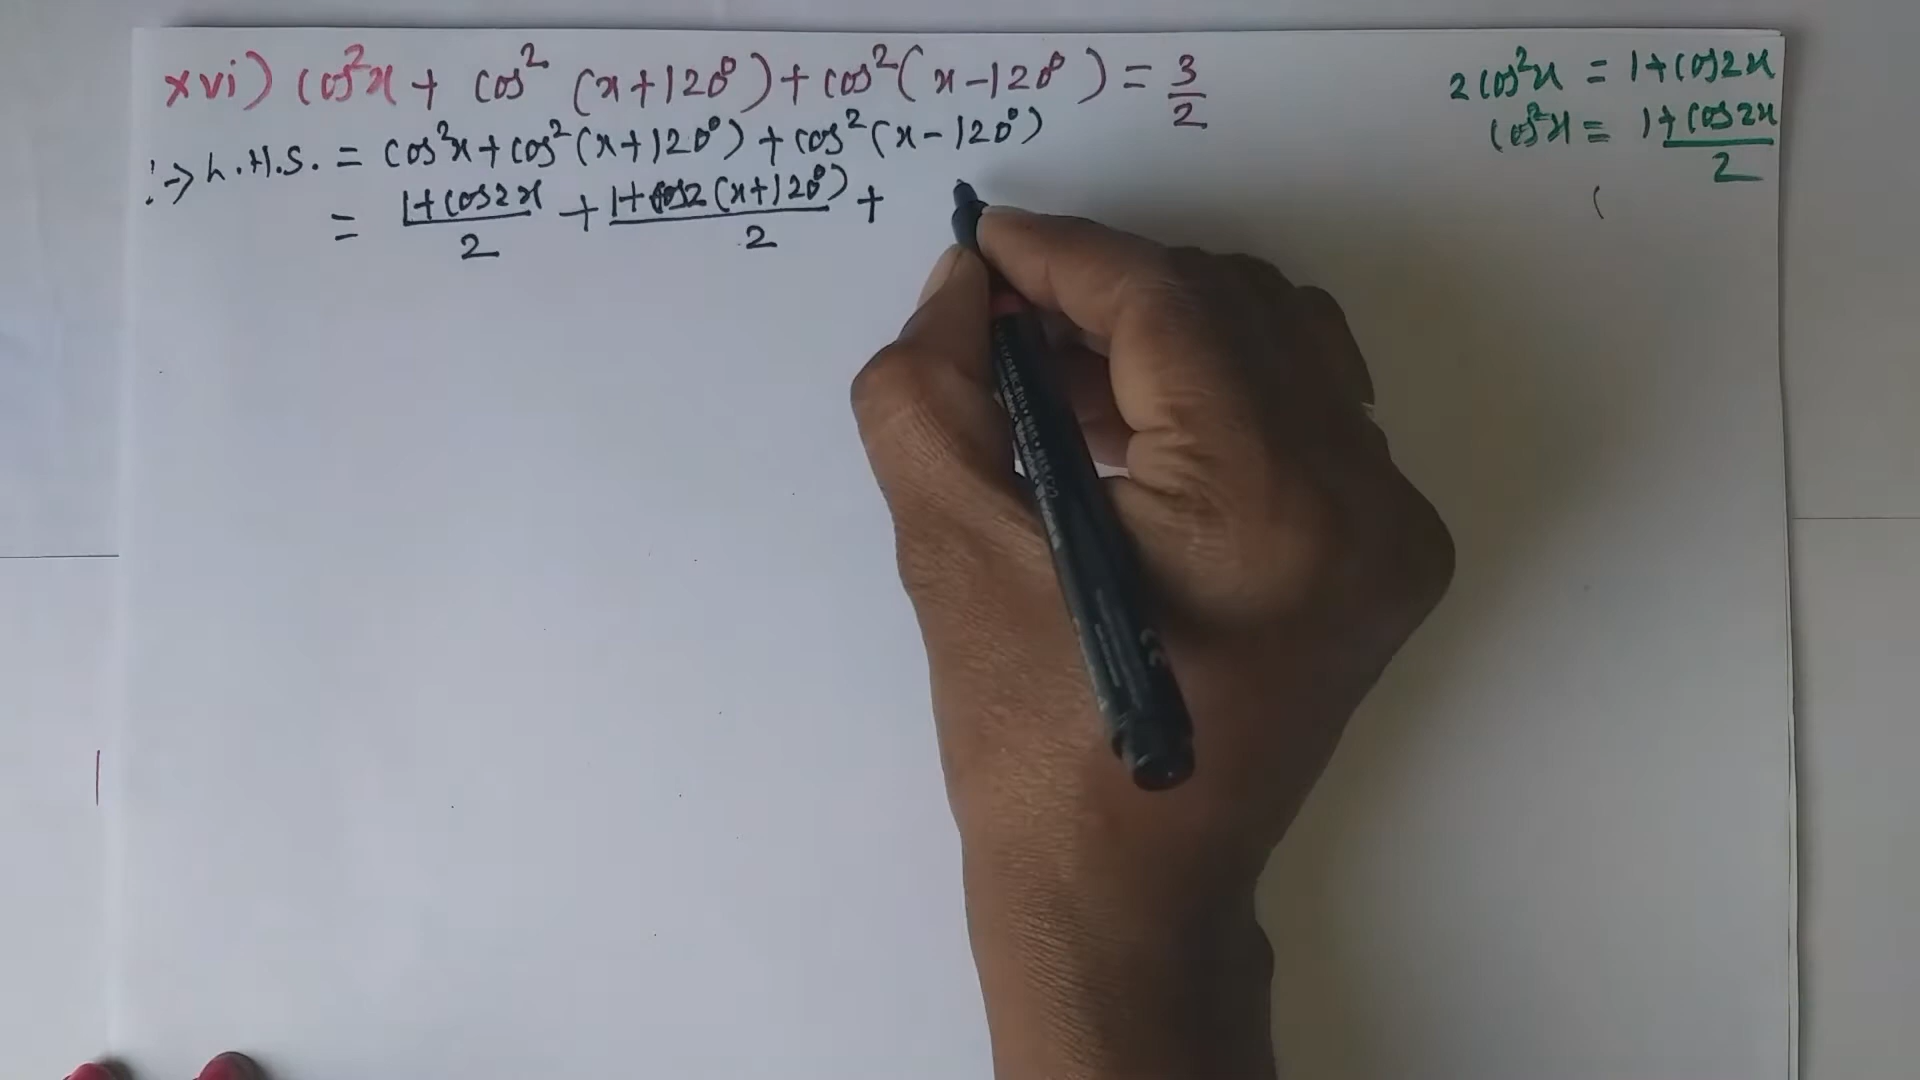 xvi) cos²x + cos² (x+120°) + cos²(x-120°) = 3/2
:-> L.H.S. = cos²x + cos²(x+120°) + cos²(x-120°)
= 1+cos2x/2 + 1+cos2(x+120°)/2 +
2cos²x = 1+cos2x
cos²x = 1+cos2x/2
(